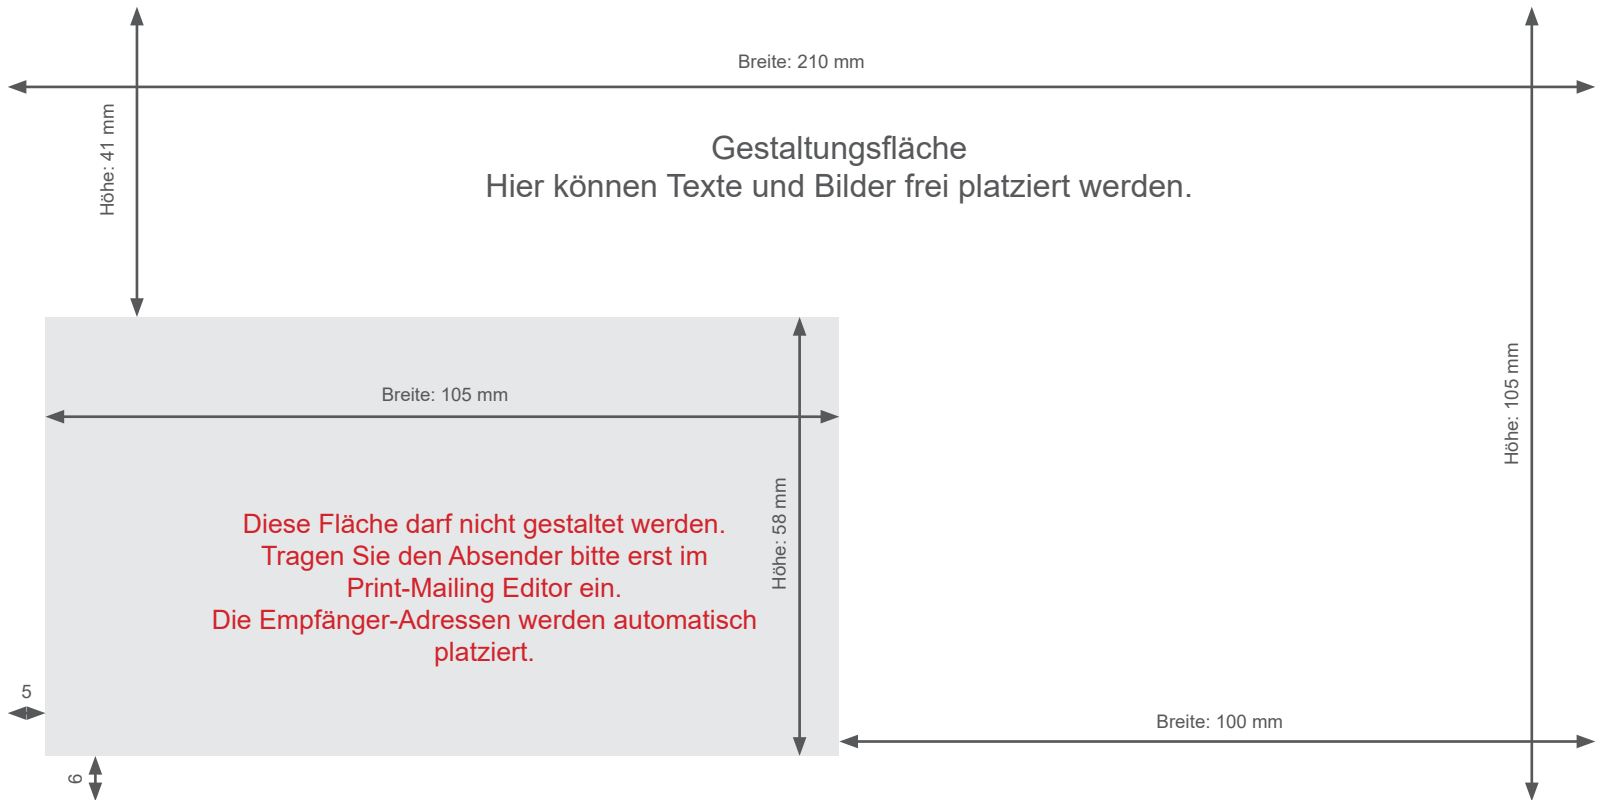 Breite: 210 mm
Höhe: 41 mm
Gestaltungsfläche
Hier können Texte und Bilder frei platziert werden.
Breite: 105 mm
Höhe: 105 mm
Höhe: 58 mm
Diese Fläche darf nicht gestaltet werden.
Tragen Sie den Absender bitte erst im
Print-Mailing Editor ein.
Die Empfänger-Adressen werden automatisch
platziert.
5
Breite: 100 mm
6